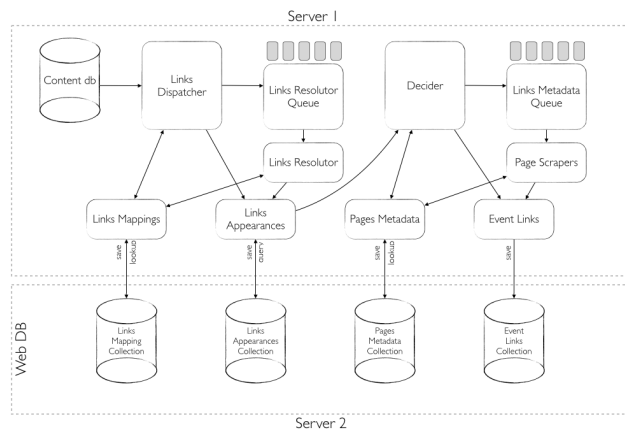 Server 1
Content db
Links
Dispatcher
Links Resolutor
Queue
Decider
Links Metadata
Queue
Links Resolutor
Page Scrapers
Links Mappings
Links
Appearances
Pages Metadata
Event Links
save
lookup
save
query
save
lookup
save
Web DB
Links
Mapping
Collection
Links
Appearances
Collection
Pages
Metadata
Collection
Event
Links
Collection
Server 2